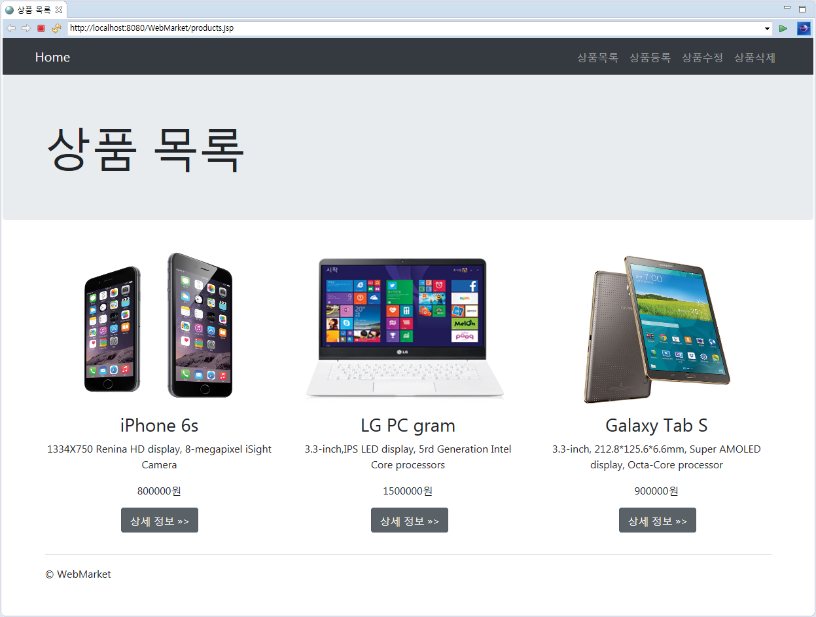 상품 목록
http://localhost:8080/WebMarket/products.jsp
Home 상품목록 상품등록 상품수정 상품삭제
상품 목록
시작
LG
iPhone 6s
1334X750 Renina HD display, 8-megapixel iSight
Camera
800000원
상세 정보 »>
LG PC gram
3.3-inch,IPS LED display, 5rd Generation Intel
Core processors
1500000원
상세 정보 »>
Galaxy Tab S
3.3-inch, 212.8*125.6*6.6mm, Super AMOLED
display, Octa-Core processor
900000원
상세 정보 »>
© WebMarket